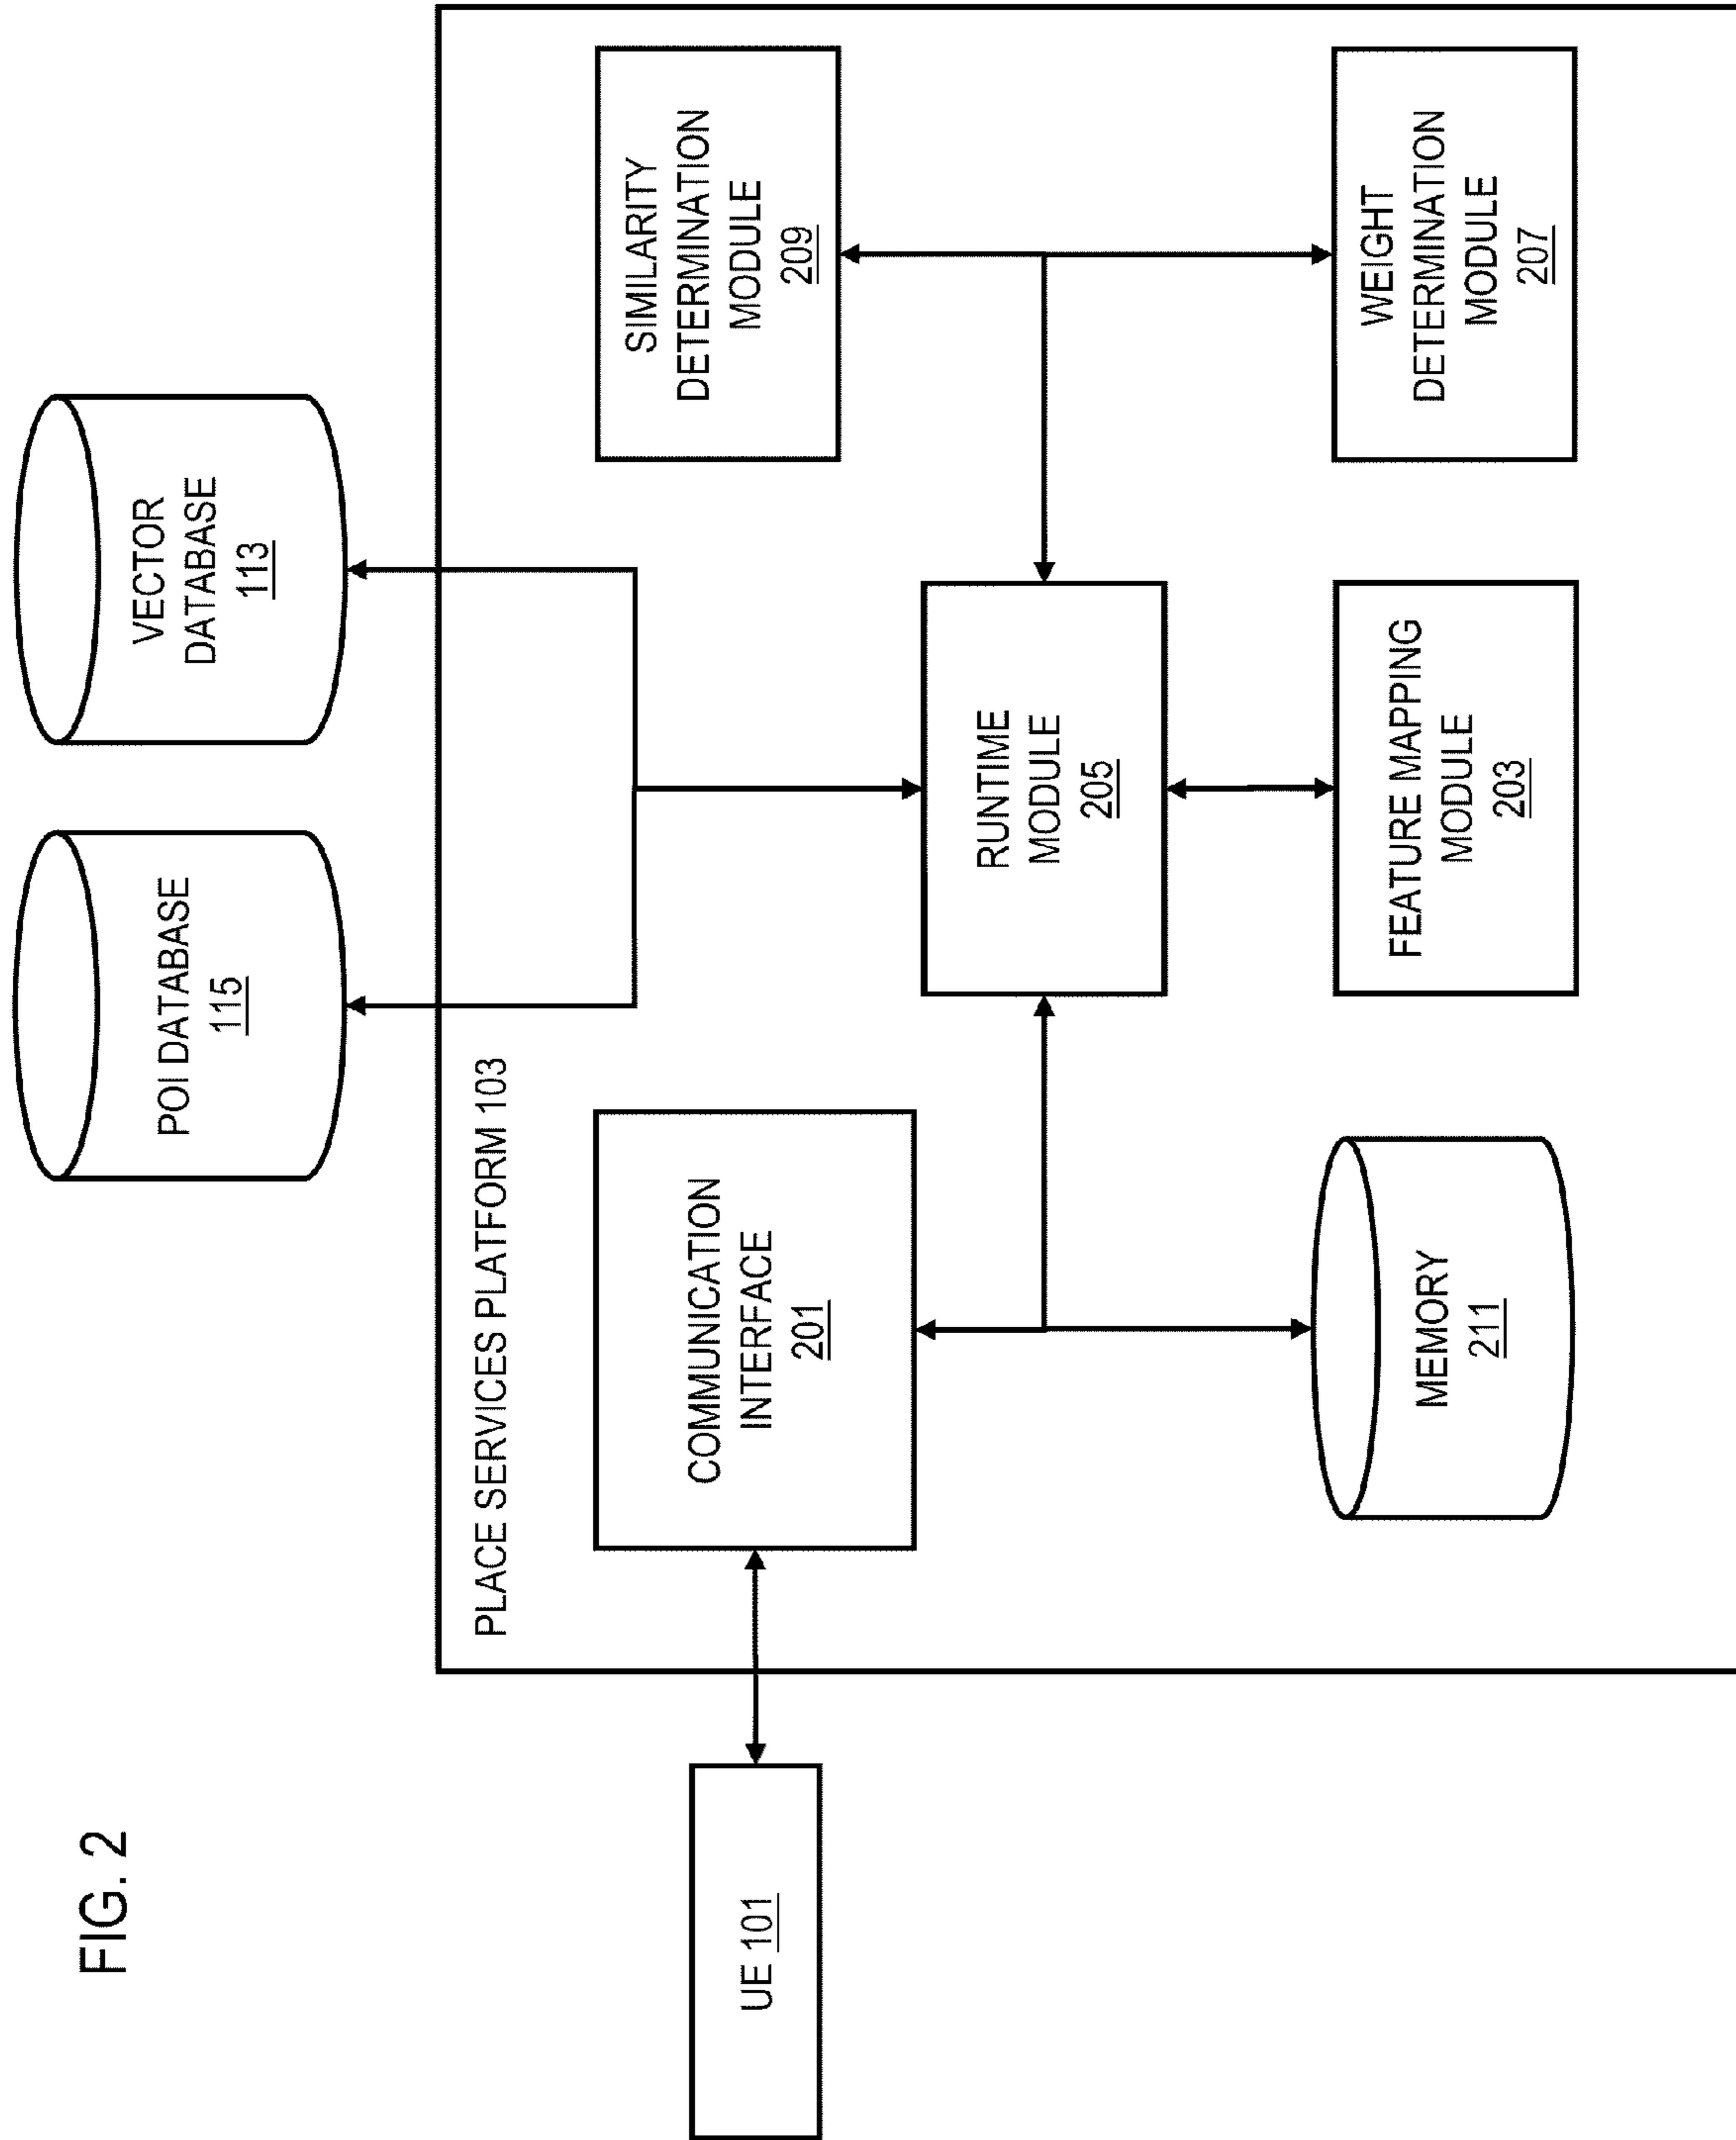 FIG. 2
POI DATABASE
115
VECTOR
DATABASE
113
PLACE SERVICES PLATFORM 103
UE 101
COMMUNICATION
INTERFACE
201
SIMILARITY
DETERMINATION
MODULE
209
RUNTIME
MODULE
205
MEMORY
211
FEATURE MAPPING
MODULE
203
WEIGHT
DETERMINATION
MODULE
207